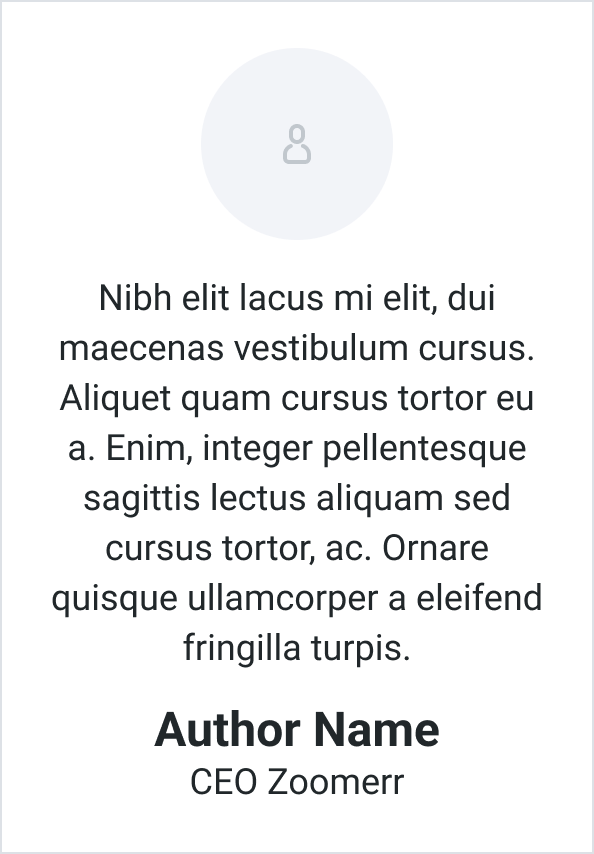 Nibh elit lacus mi elit, dui
maecenas vestibulum cursus.
Aliquet quam cursus tortor eu
a. Enim, integer pellentesque
sagittis lectus aliquam sed
cursus tortor, ac. Ornare
quisque ullamcorper a eleifend
fringilla turpis.
Author Name
CEO Zoomerr